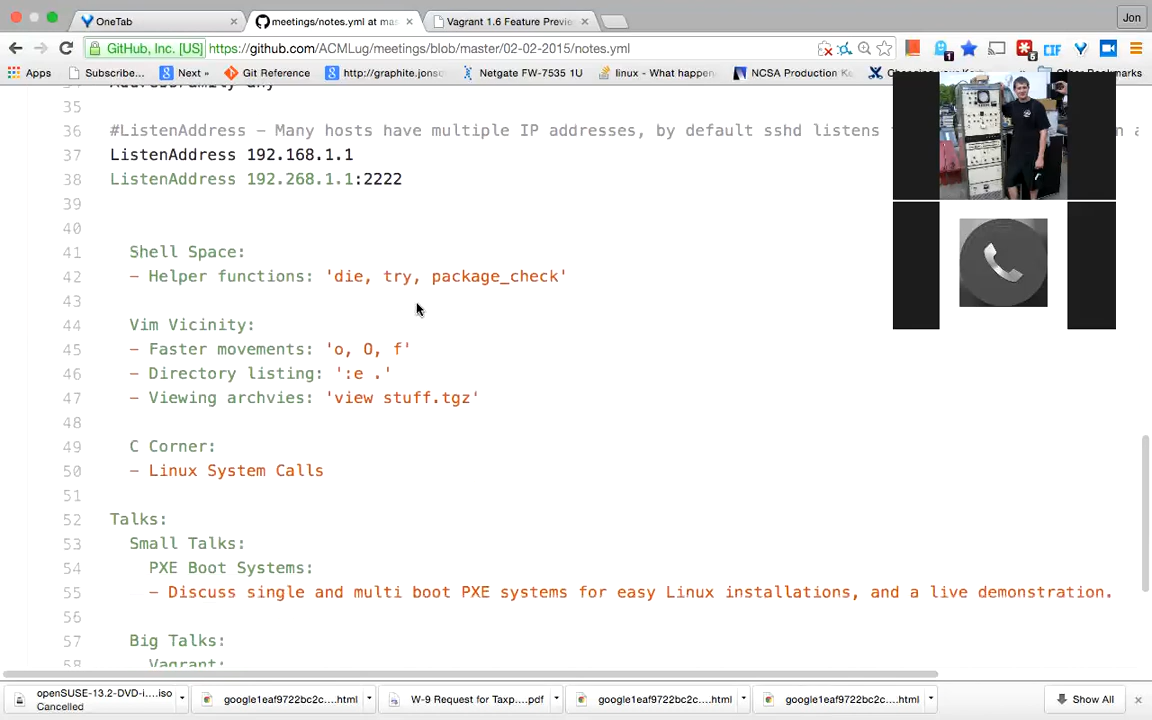 OneTab
meetings/notes.yml at mas
Vagrant 1.6 Feature Previe
Jon
GitHub, Inc. [US] https://github.com/ACMLug/meetings/blob/master/02-02-2015/notes.yml
Apps Subscribe... Next » Git Reference http://graphite.jons Netgate FW-7535 1U linux - What happen NCSA Production Ke Other Bookmarks
35
36 #ListenAddress - Many hosts have multiple IP addresses, by default sshd listens
37 ListenAddress 192.168.1.1
38 ListenAddress 192.268.1.1:2222
39
40
41 Shell Space:
42 - Helper functions: 'die, try, package_check'
43
44 Vim Vicinity:
45 - Faster movements: 'o, O, f'
46 - Directory listing: ':e .'
47 - Viewing archvies: 'view stuff.tgz'
48
49 C Corner:
50 - Linux System Calls
51
52 Talks:
53 Small Talks:
54 PXE Boot Systems:
55 - Discuss single and multi boot PXE systems for easy Linux installations, and a live demonstration.
56
57 Big Talks:
58 Vagrant:
openSUSE-13.2-DVD-i....iso
Cancelled
google1eaf9722bc2c....html
W-9 Request for Taxp....pdf
google1eaf9722bc2c....html
google1eaf9722bc2c....html
Show All